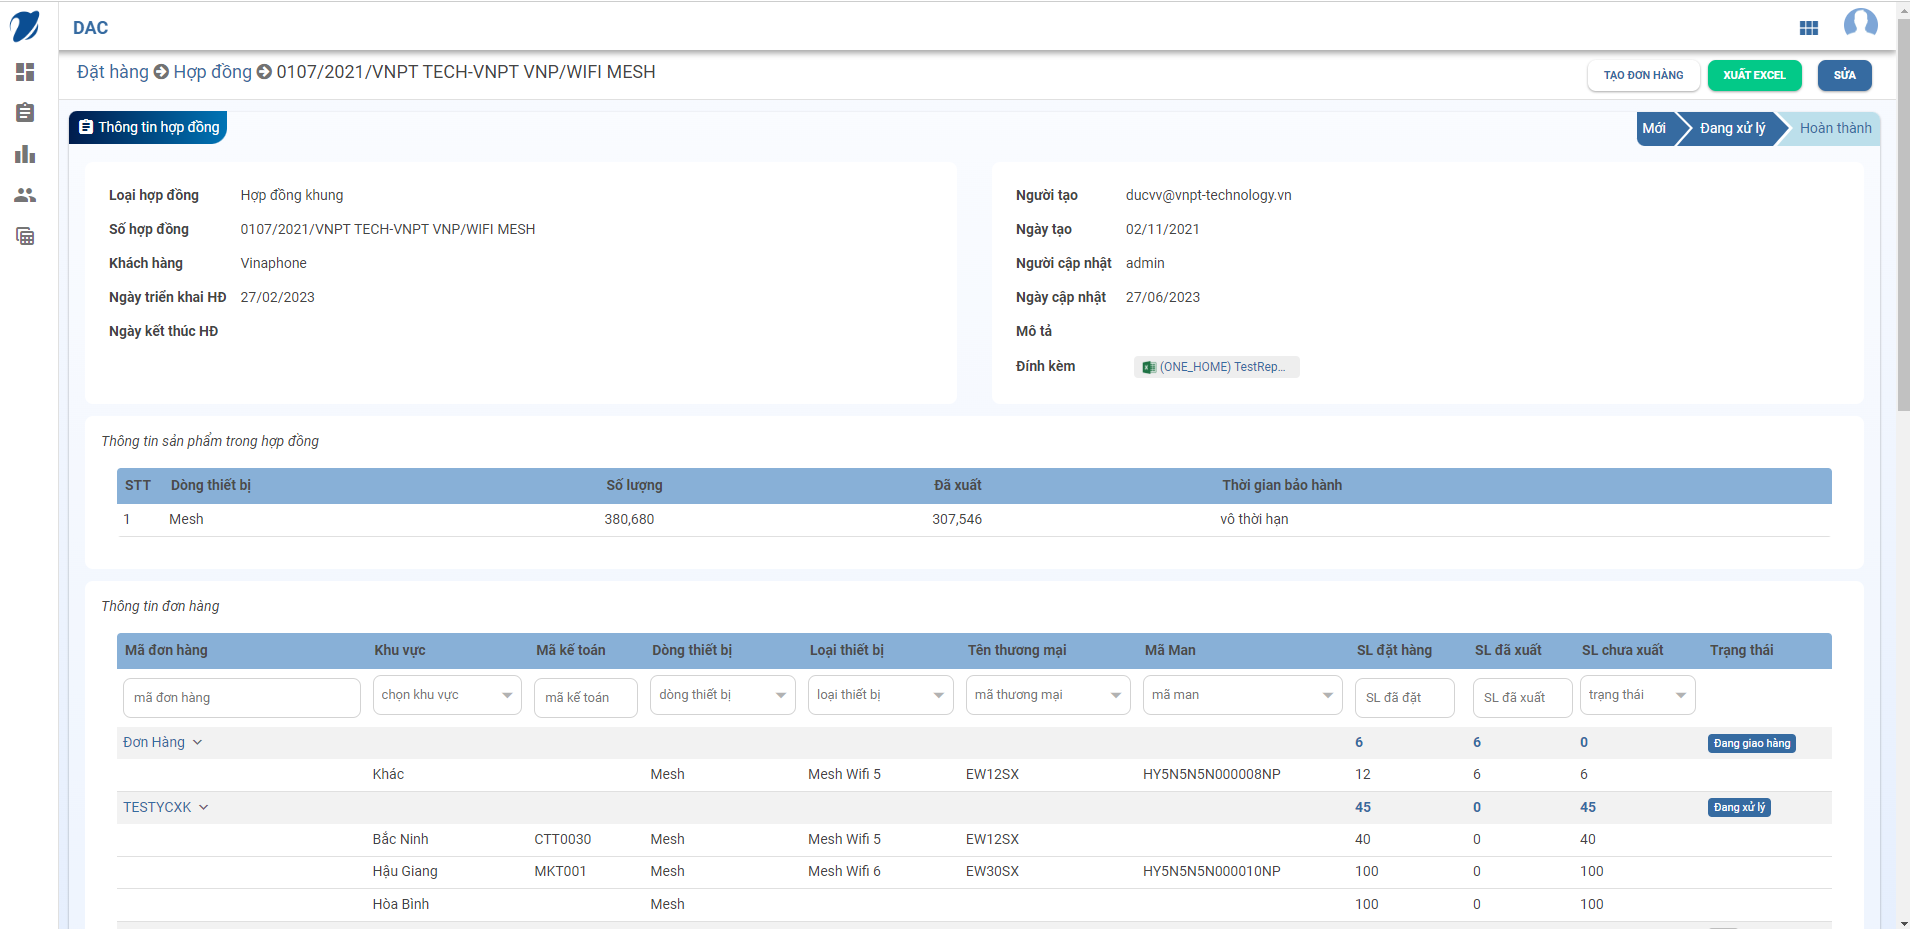 DAC
Đặt hàng Hợp đồng 0107/2021/VNPT TECH-VNPT VNP/WIFI MESH
TẠO ĐƠN HÀNG XUẤT EXCEL SỬA
Thông tin hợp đồng
Mới Đang xử lý Hoàn thành
Loại hợp đồng Hợp đồng khung
Số hợp đồng 0107/2021/VNPT TECH-VNPT VNP/WIFI MESH
Khách hàng Vinaphone
Ngày triển khai HĐ 27/02/2023
Ngày kết thúc HĐ
Người tạo ducvv@vnpt-technology.vn
Ngày tạo 02/11/2021
Người cập nhật admin
Ngày cập nhật 27/06/2023
Mô tả
Đính kèm (ONE_HOME) TestRep...
Thông tin sản phẩm trong hợp đồng
STT Dòng thiết bị Số lượng Đã xuất Thời gian bảo hành
1 Mesh 380,680 307,546 vô thời hạn
Thông tin đơn hàng
Mã đơn hàng Khu vực Mã kế toán Dòng thiết bị Loại thiết bị Tên thương mại Mã Man SL đặt hàng SL đã xuất SL chưa xuất Trạng thái
mã đơn hàng chọn khu vực mã kế toán dòng thiết bị loại thiết bị mã thương mại mã man SL đã đặt SL đã xuất trạng thái
Đơn Hàng 6 6 0 Đang giao hàng
Khác Mesh Mesh Wifi 5 EW12SX HY5N5N5N000008NP 12 6 6
TESTYCXK 45 0 45 Đang xử lý
Bắc Ninh CTT0030 Mesh Mesh Wifi 5 EW12SX 40 0 40
Hậu Giang MKT001 Mesh Mesh Wifi 6 EW30SX HY5N5N5N000010NP 100 0 100
Hòa Bình Mesh 100 0 100